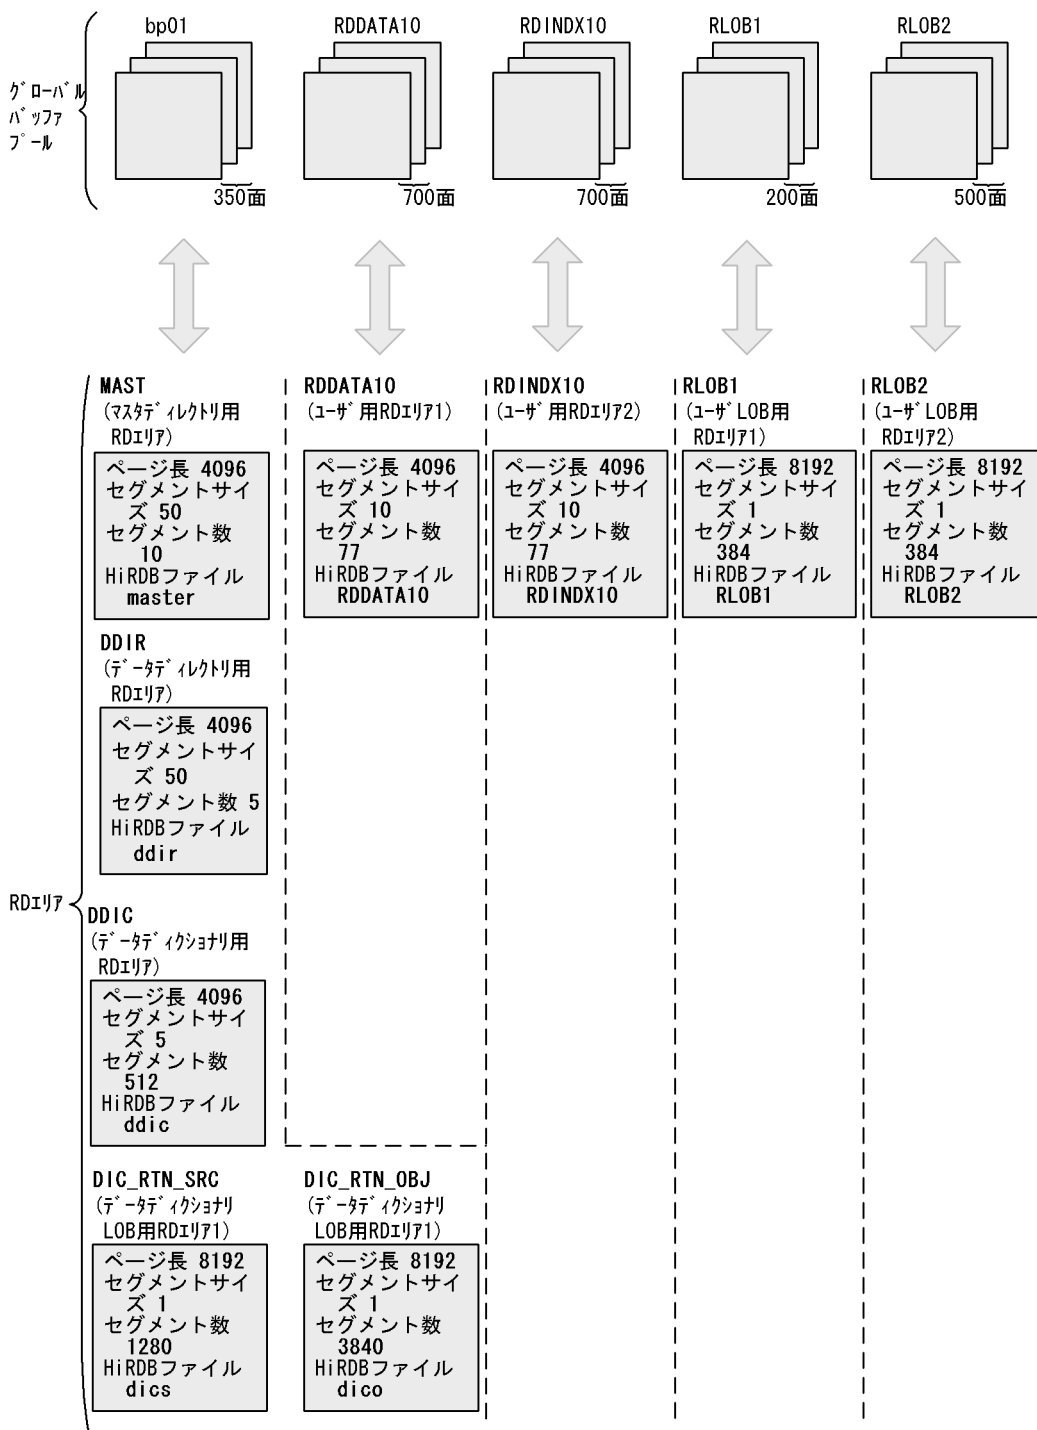 bp01
RDDATA10
RDINDX10
RLOB1
RLOB2
ｸﾞﾛｰﾊﾞﾙ
ﾊﾞｯﾌｧ
ﾌﾟｰﾙ
350面
700面
700面
200面
500面
MAST
(ﾏｽﾀﾃﾞｨﾚｸﾄﾘ用
RDｴﾘｱ)
ページ長 4096
セグメントサイ
ズ 50
セグメント数
10
HiRDBファイル
master
RDDATA10
(ﾕｰｻﾞ用RDｴﾘｱ1)
ページ長 4096
セグメントサイ
ズ 10
セグメント数
77
HiRDBファイル
RDDATA10
RDINDX10
(ﾕｰｻﾞ用RDｴﾘｱ2)
ページ長 4096
セグメントサイ
ズ 10
セグメント数
77
HiRDBファイル
RDINDX10
RLOB1
(ﾕｰｻﾞLOB用
RDｴﾘｱ1)
ページ長 8192
セグメントサイ
ズ 1
セグメント数
384
HiRDBファイル
RLOB1
RLOB2
(ﾕｰｻﾞLOB用
RDｴﾘｱ2)
ページ長 8192
セグメントサイ
ズ 1
セグメント数
384
HiRDBファイル
RLOB2
RDｴﾘｱ
DDIR
(ﾃﾞｰﾀﾃﾞｨﾚｸﾄﾘ用
RDｴﾘｱ)
ページ長 4096
セグメントサイ
ズ 50
セグメント数 5
HiRDBファイル
ddir
DDIC
(ﾃﾞｰﾀﾃﾞｨｸｼｮﾅﾘ用
RDｴﾘｱ)
ページ長 4096
セグメントサイ
ズ 5
セグメント数
512
HiRDBファイル
ddic
DIC_RTN_SRC
(ﾃﾞｰﾀﾃﾞｨｸｼｮﾅﾘ
LOB用RDｴﾘｱ1)
ページ長 8192
セグメントサイ
ズ 1
セグメント数
1280
HiRDBファイル
dics
DIC_RTN_OBJ
(ﾃﾞｰﾀﾃﾞｨｸｼｮﾅﾘ
LOB用RDｴﾘｱ1)
ページ長 8192
セグメントサイ
ズ 1
セグメント数
3840
HiRDBファイル
dico